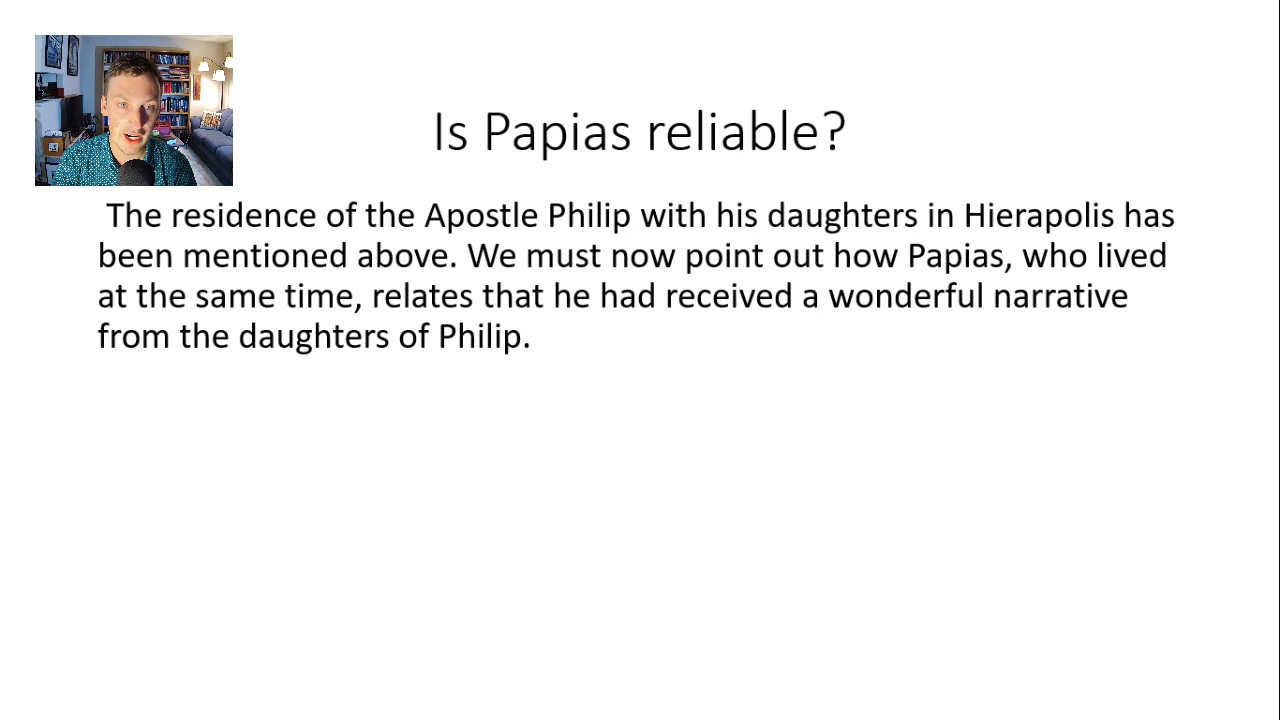 Is Papias reliable?
The residence of the Apostle Philip with his daughters in Hierapolis has
been mentioned above. We must now point out how Papias, who lived
at the same time, relates that he had received a wonderful narrative
from the daughters of Philip.